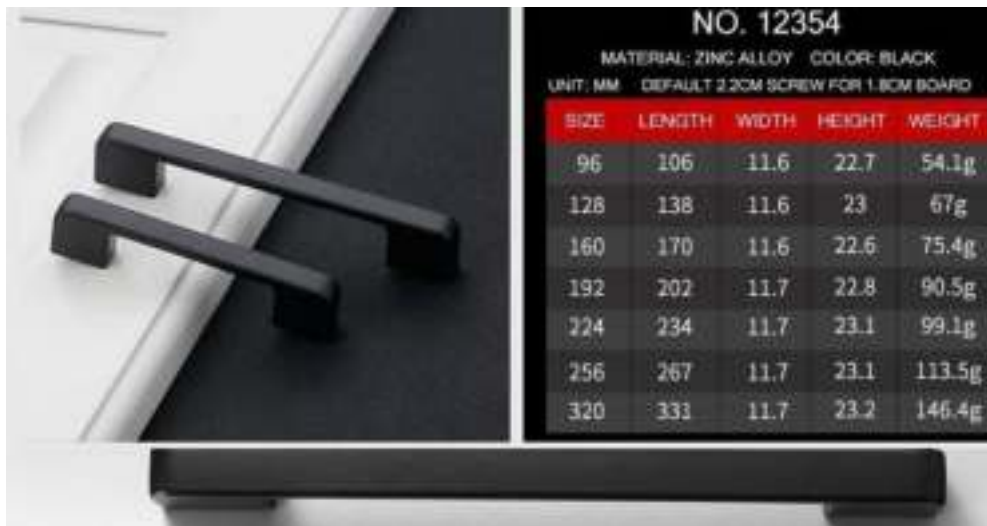 NO. 12354
MATERIAL: ZINC ALLOY COLOR: BLACK
UNIT: MM DEFAULT 2.2CM SCREW FOR 1.8CM BOARD
SIZE LENGTH WIDTH HEIGHT WEIGHT
96 106 11.6 22.7 54.1g
128 138 11.6 23 67g
160 170 11.6 22.6 75.4g
192 202 11.7 22.8 90.5g
224 234 11.7 23.1 99.1g
256 267 11.7 23.1 113.5g
320 331 11.7 23.2 146.4g